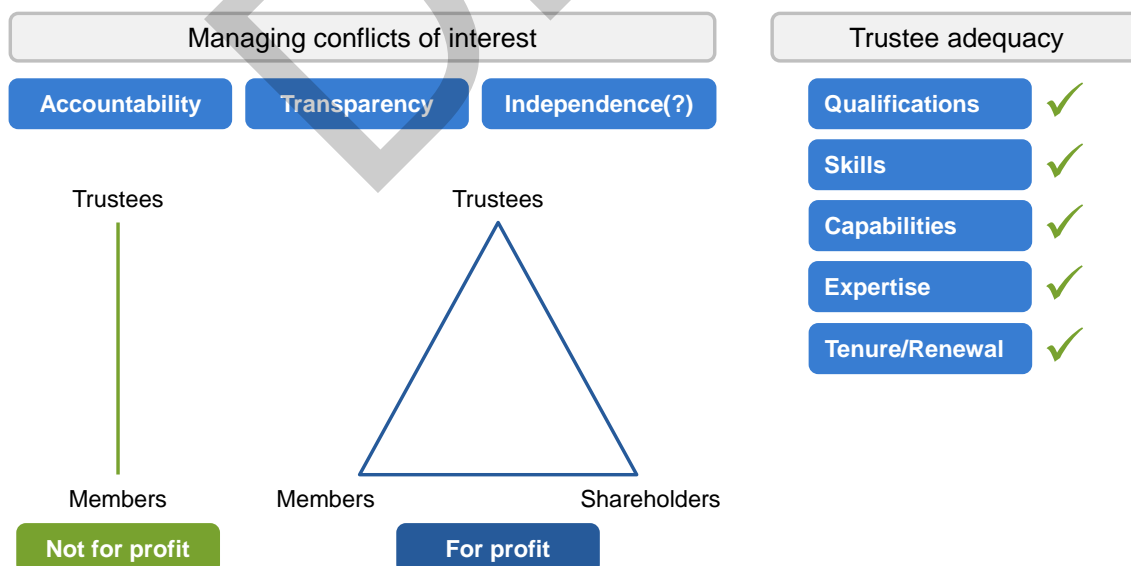 Managing conflicts of interest
Trustee adequacy
Accountability
Transparency
Independence(?)
Qualifications
Skills
Capabilities
Expertise
Tenure/Renewal
Trustees
Members
Not for profit
Trustees
Members
Shareholders
For profit